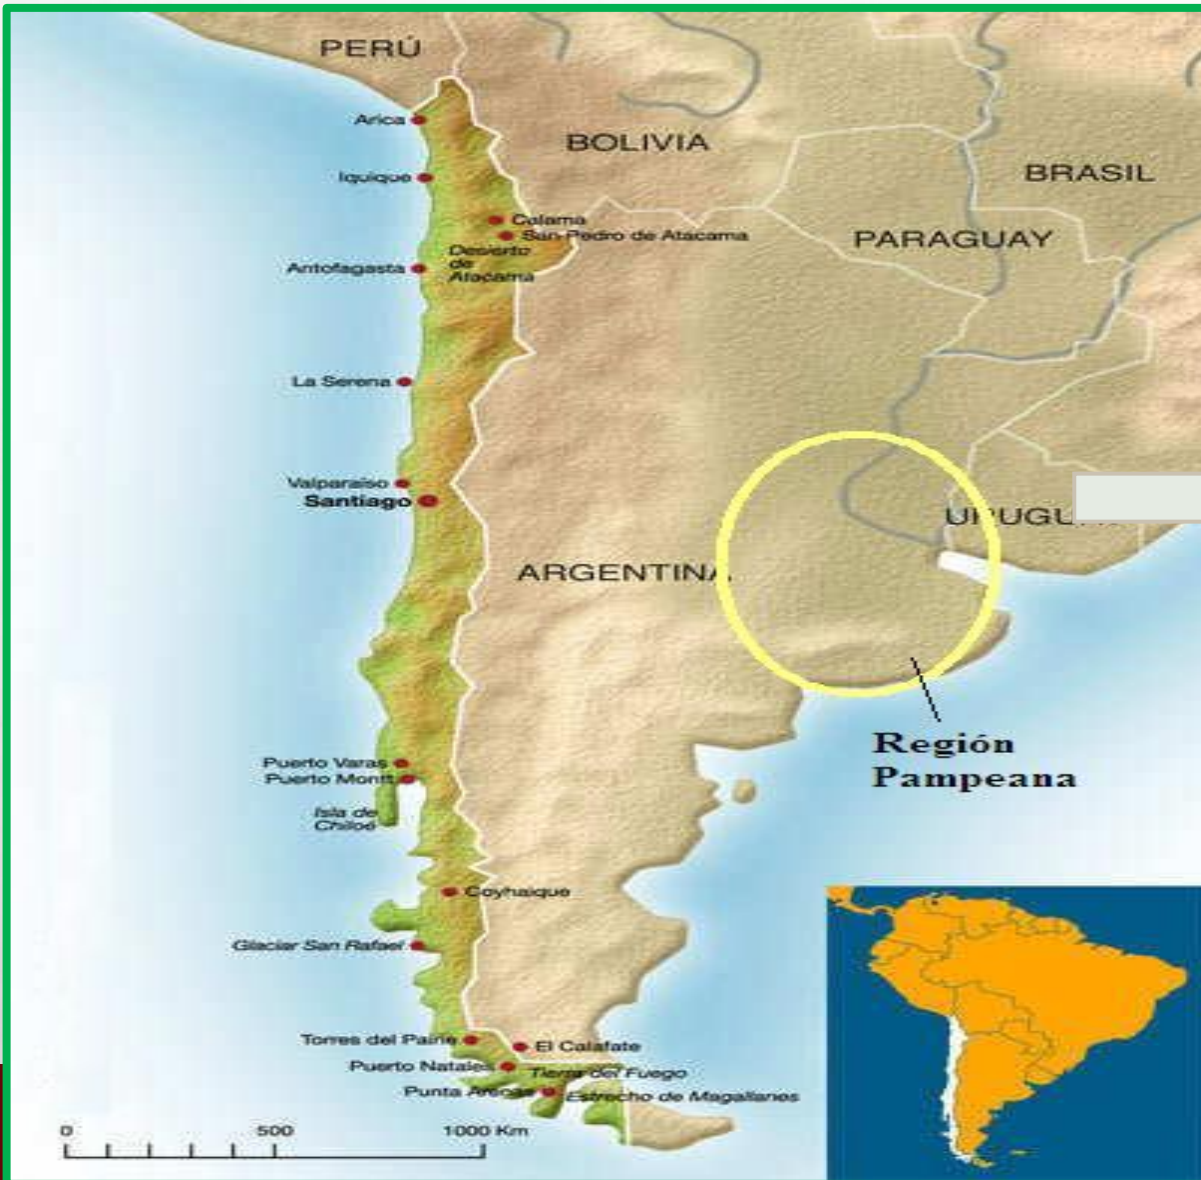 PERÚ
Arica
BOLIVIA
Iquique
BRASIL
Calama
San Pedro de Atacama
PARAGUAY
Desierto
de
Atacama
Antofagasta
La Serena
Valparaíso
Santiago
ARGENTINA
Región
Pampeana
Puerto Varas
Puerto Montt
Isla de
Chiloé
Coyhaique
Glaciar San Rafael
Torres del Paine
El Calafate
Puerto Natales
Tierra del Fuego
Punta Arenas
Estrecho de Magallanes
0 500 1000 Km